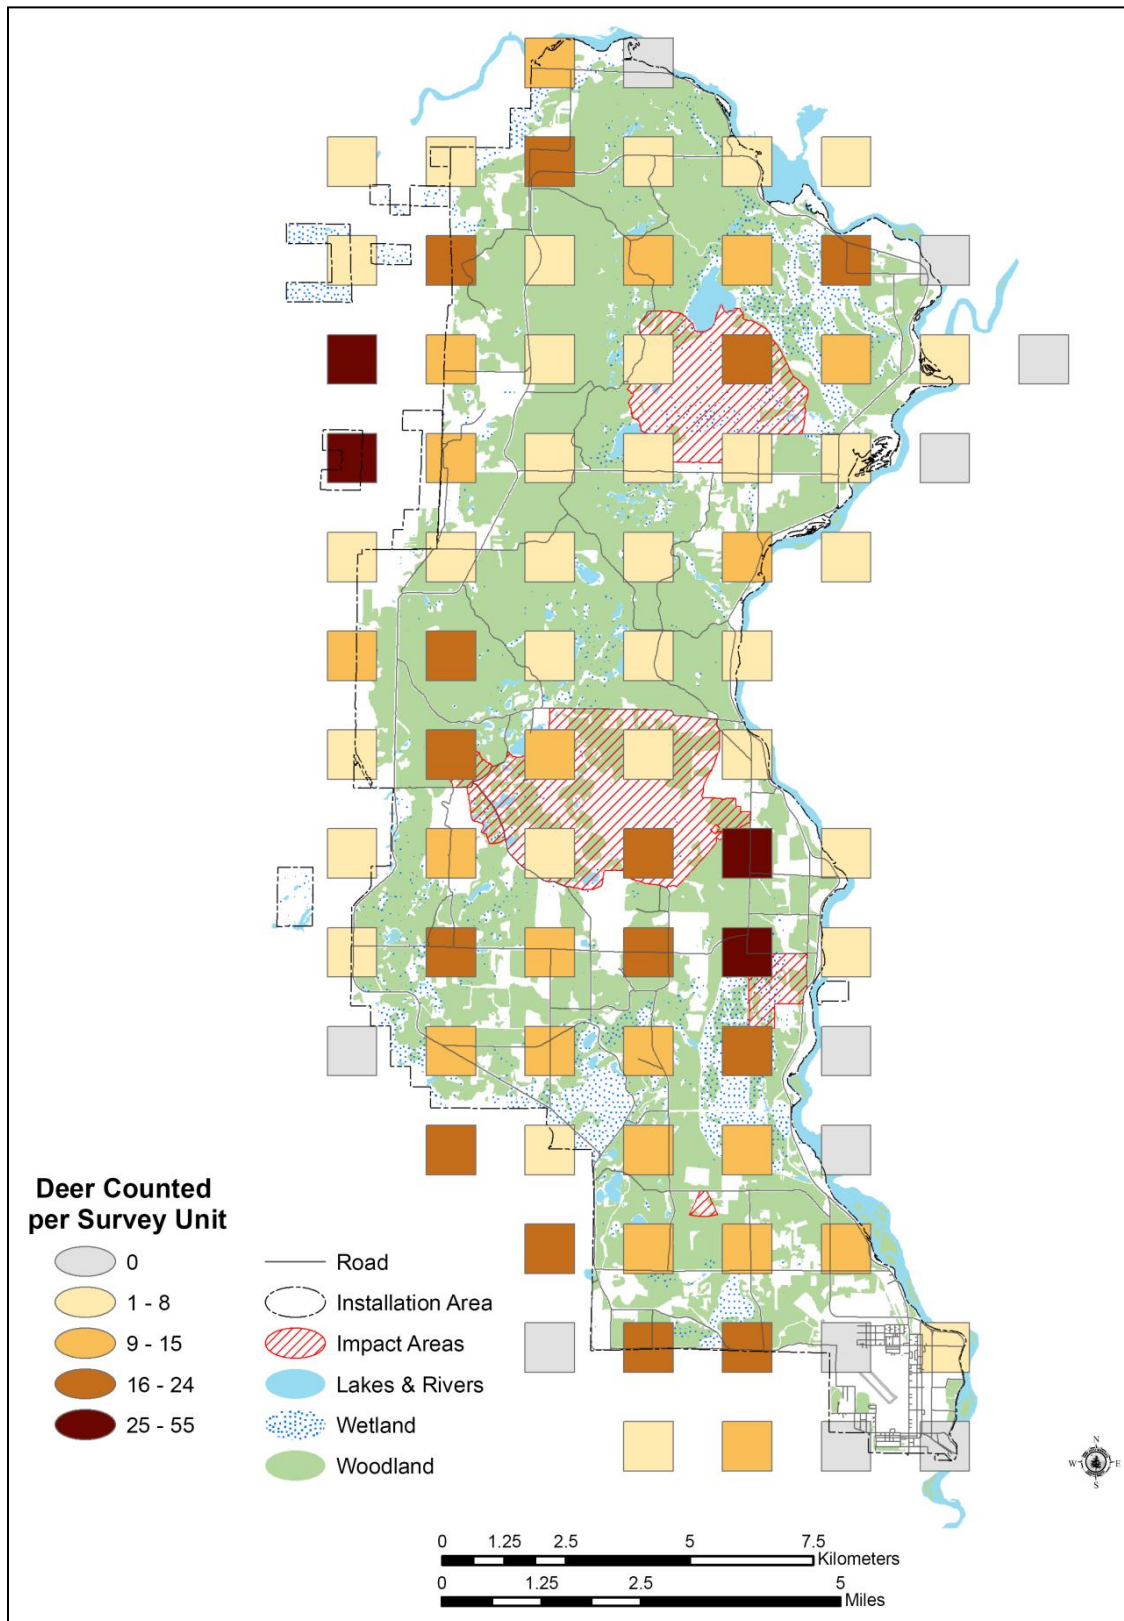 Deer Counted
per Survey Unit
0
1 - 8
9 - 15
16 - 24
25 - 55
Road
Installation Area
Impact Areas
Lakes & Rivers
Wetland
Woodland
N
W E
S
0 1.25 2.5 5 7.5
Kilometers
0 1.25 2.5 5
Miles